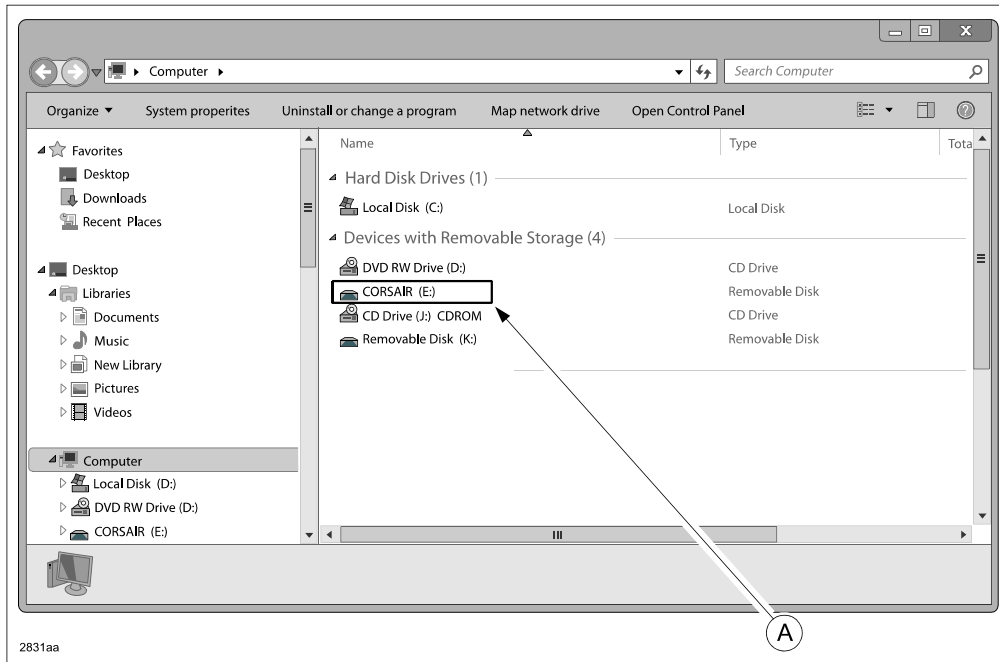 Computer
Search Computer
Organize
System properites
Uninstall or change a program
Map network drive
Open Control Panel
?
Favorites
Desktop
Downloads
Recent Places
Desktop
Libraries
Documents
Music
New Library
Pictures
Videos
Computer
Local Disk (D:)
DVD RW Drive (D:)
CORSAIR (E:)
Name
Type
Tota
Hard Disk Drives (1)
Local Disk (C:)
Local Disk
Devices with Removable Storage (4)
DVD RW Drive (D:)
CD Drive
CORSAIR (E:)
Removable Disk
CD Drive (J:) CDROM
CD Drive
Removable Disk (K:)
Removable Disk
A
2831aa